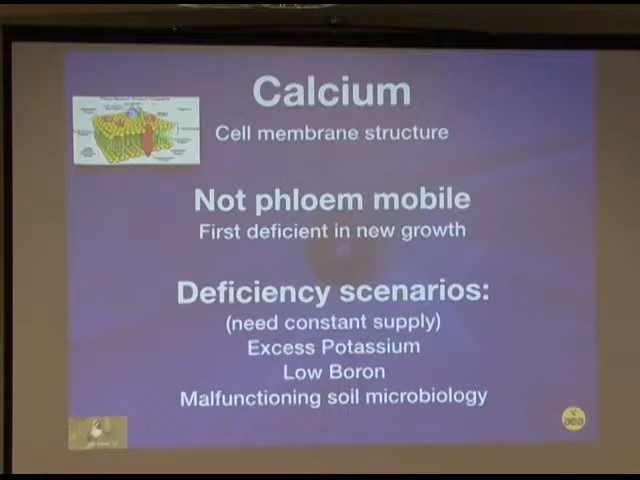 Calcium
Cell membrane structure
Not phloem mobile
First deficient in new growth
Deficiency scenarios:
(need constant supply)
Excess Potassium
Low Boron
Malfunctioning soil microbiology
aea